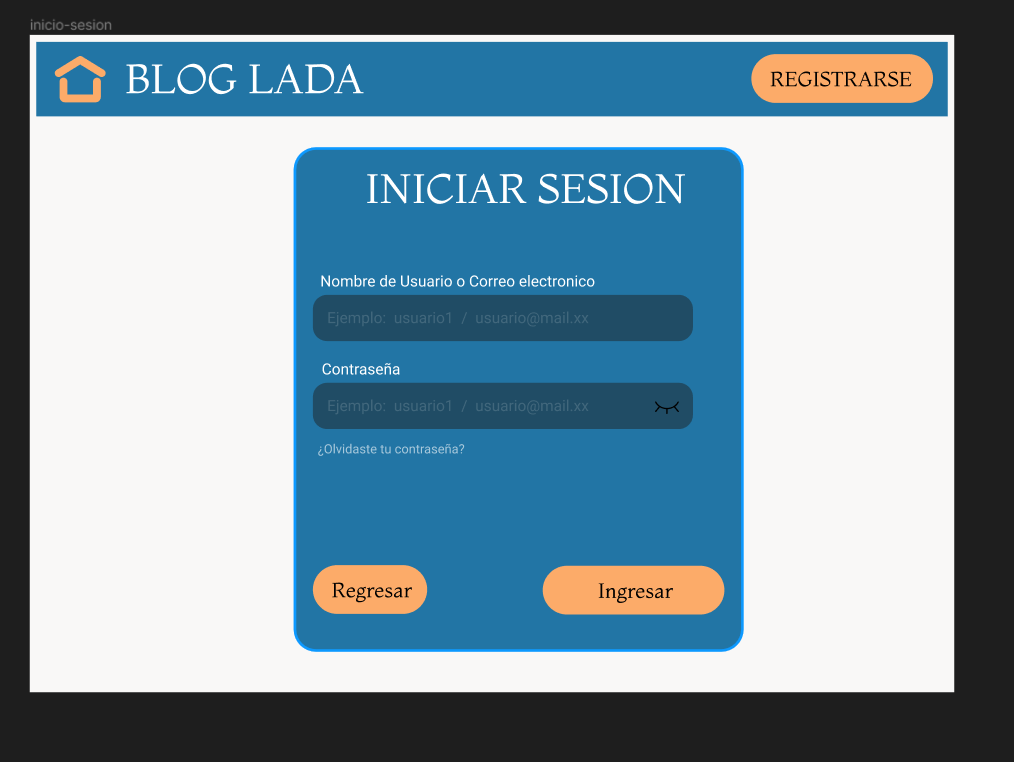 inicio-sesion
BLOG LADA
REGISTRARSE
INICIAR SESION
Nombre de Usuario o Correo electronico
Ejemplo: usuario1 / usuario@mail.xx
Contraseña
Ejemplo: usuario1 / usuario@mail.xx
¿Olvidaste tu contraseña?
Regresar
Ingresar